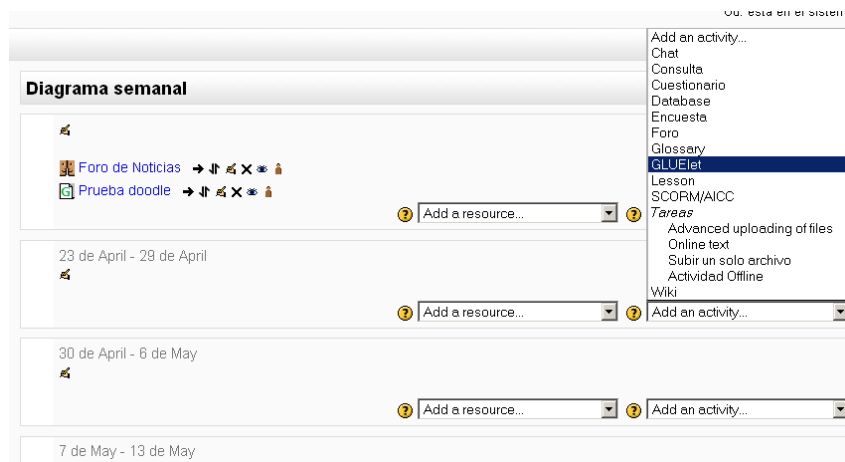 Ud. está en el sistem
Diagrama semanal
Foro de Noticias
Prueba doodle
Add a resource...
Add an activity...
Chat
Consulta
Cuestionario
Database
Encuesta
Foro
Glossary
GLUElet
Lesson
SCORM/AICC
Tareas
Advanced uploading of files
Online text
Subir un solo archivo
Actividad Offline
Wiki
23 de April - 29 de April
Add a resource...
Add an activity...
30 de April - 6 de May
Add a resource...
Add an activity...
7 de May - 13 de May